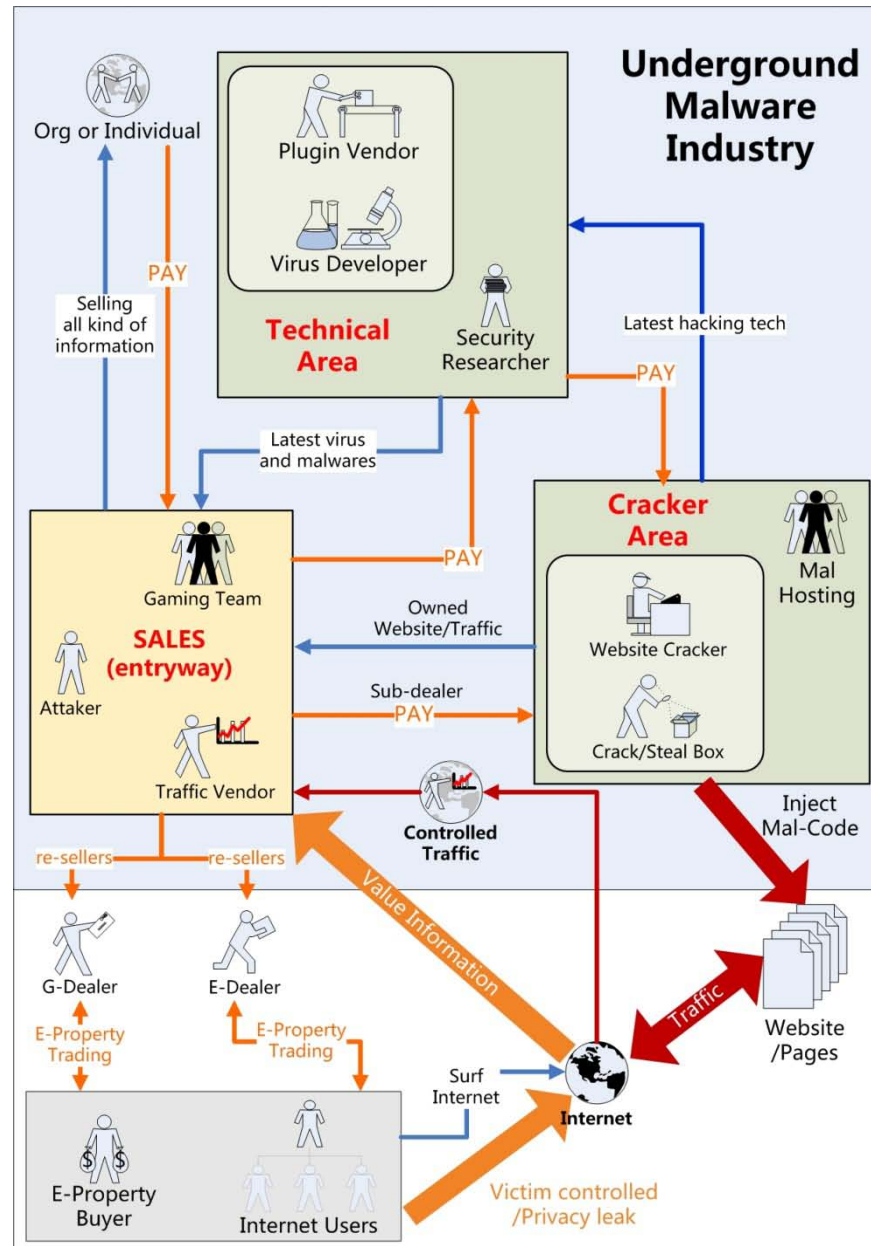 Underground
Malware
Industry
Org or Individual
Plugin Vendor
Virus Developer
Technical
Area
Security
Researcher
PAY
Selling
all kind of
information
Latest hacking tech
PAY
Latest virus
and malwares
Cracker
Area
Mal
Hosting
Gaming Team
PAY
Owned
Website/Traffic
Website Cracker
SALES
(entryway)
Attaker
Sub-dealer
PAY
Crack/Steal Box
Traffic Vendor
Controlled
Traffic
Inject
Mal-Code
re-sellers
re-sellers
Value Information
G-Dealer
E-Dealer
Traffic
Website
/Pages
E-Property
Trading
E-Property
Trading
Surf
Internet
Internet
$ $
E-Property
Buyer
Internet Users
Victim controlled
/Privacy leak